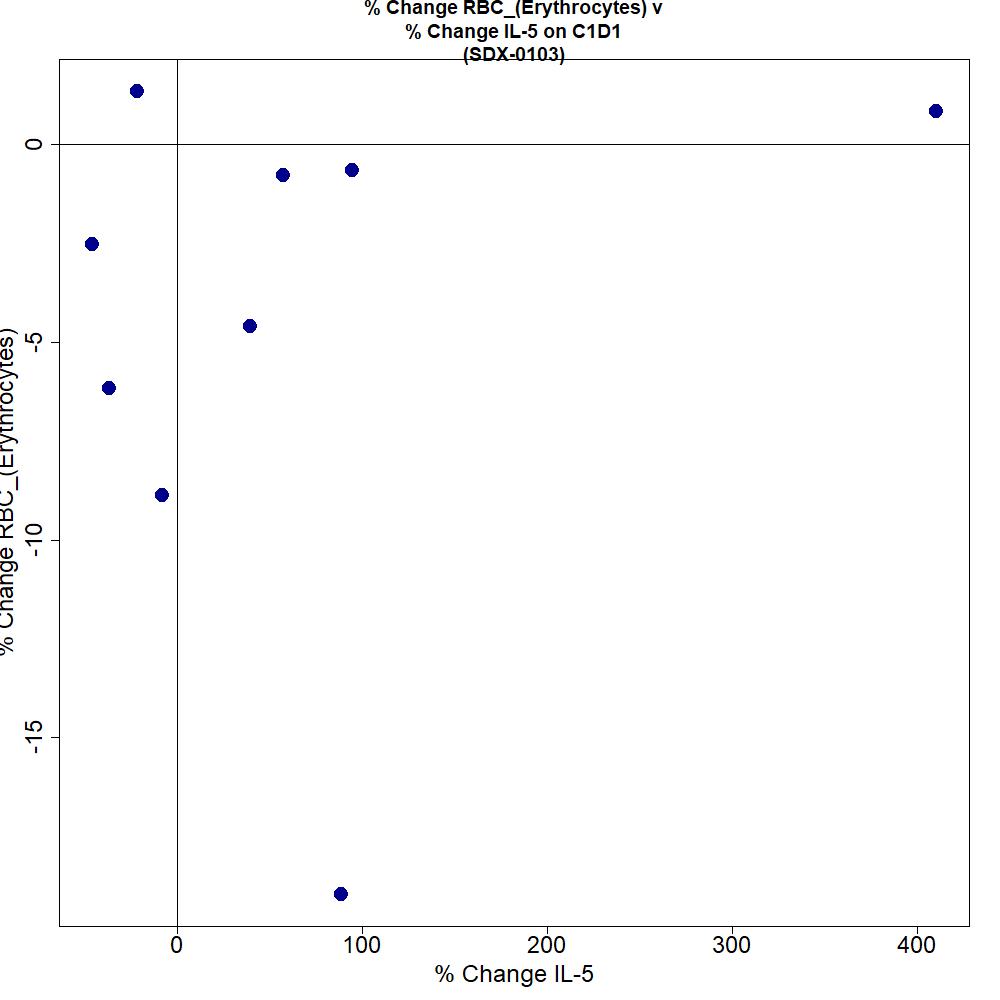 % Change RBC_(Erythrocytes) v
% Change IL-5 on C1D1
(SDX-0103)
0
-5
-10
-15
% Change RBC_(Erythrocytes)
0
100
200
300
400
% Change IL-5